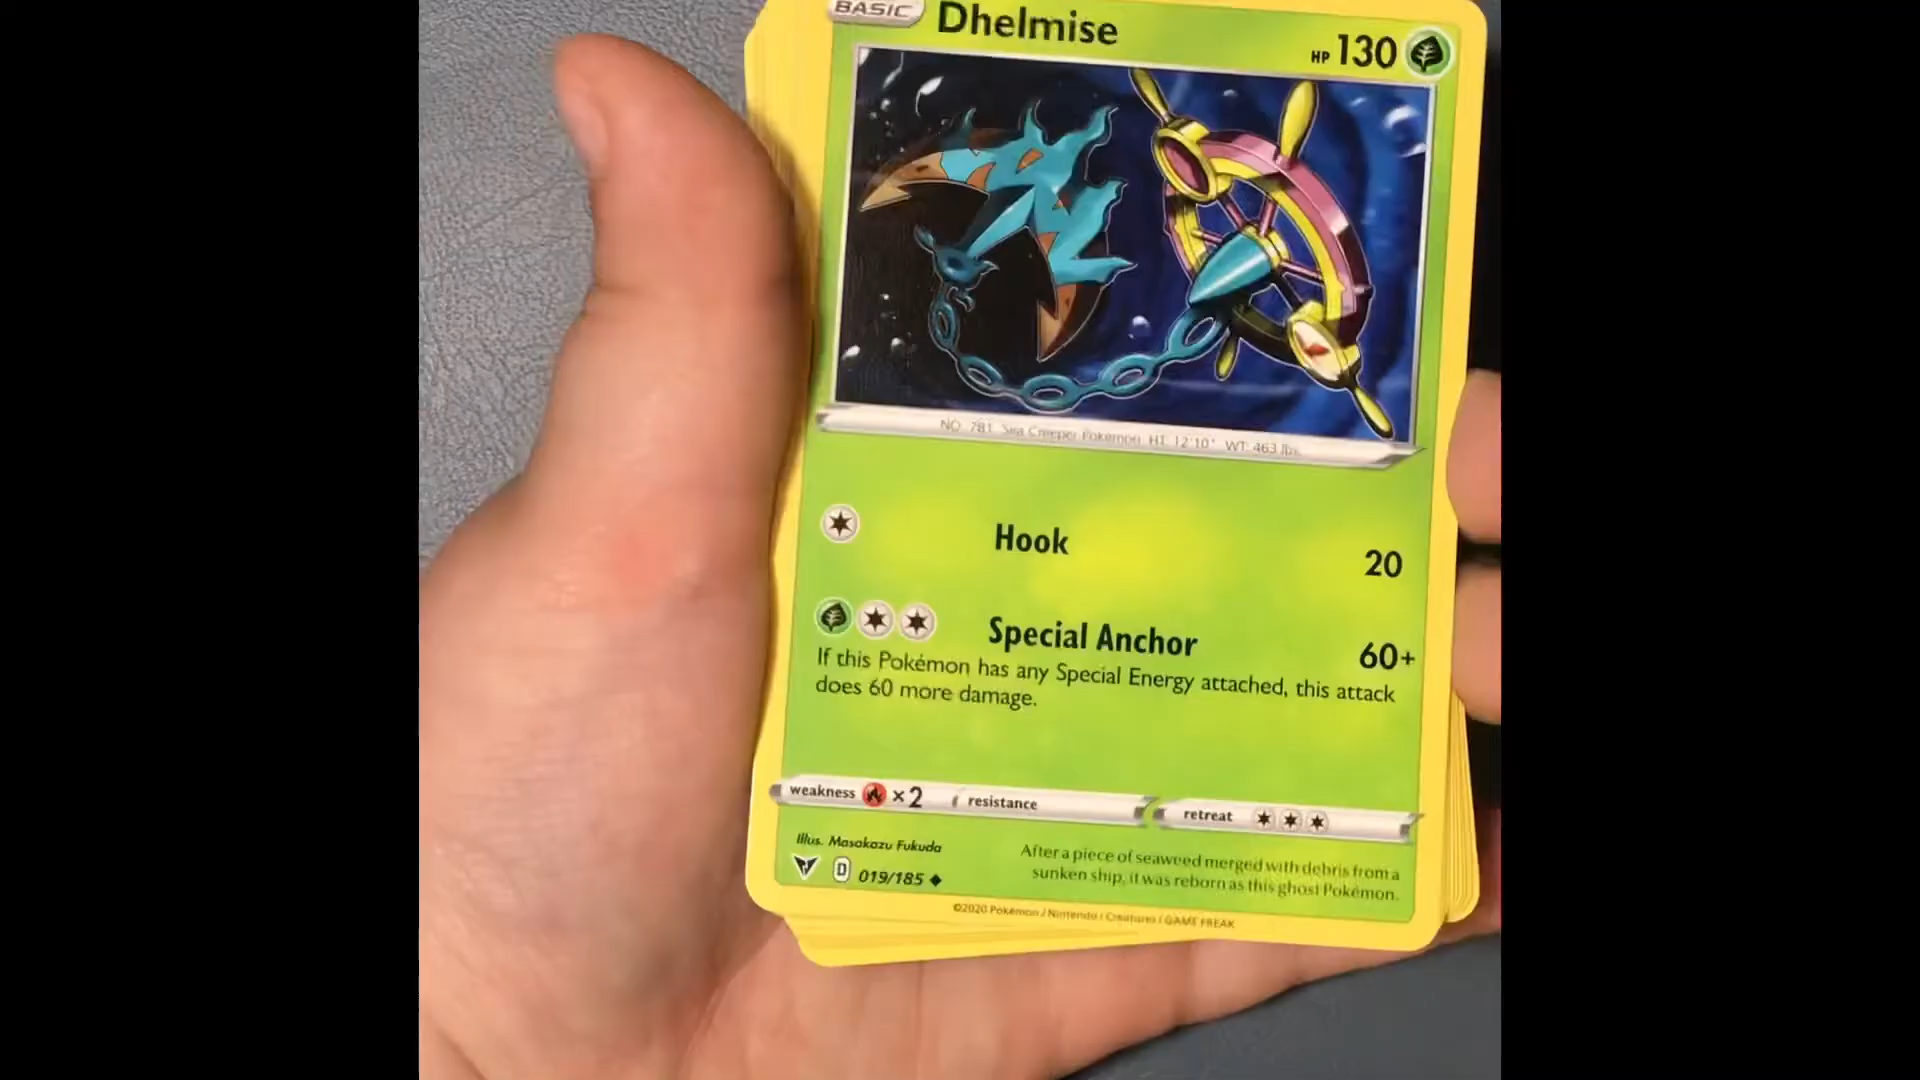 BASIC
Dhelmise
HP 130
NO. 781 Sea Creeper Pokémon HT: 12'10" WT: 463 lbs.
Hook 20
Special Anchor 60+
If this Pokémon has any Special Energy attached, this attack
does 60 more damage.
weakness ×2 resistance retreat
Illus. Masakazu Fukuda
D 019/185
After a piece of seaweed merged with debris from a
sunken ship, it was reborn as this ghost Pokémon.
©2020 Pokémon / Nintendo / Creatures / GAME FREAK